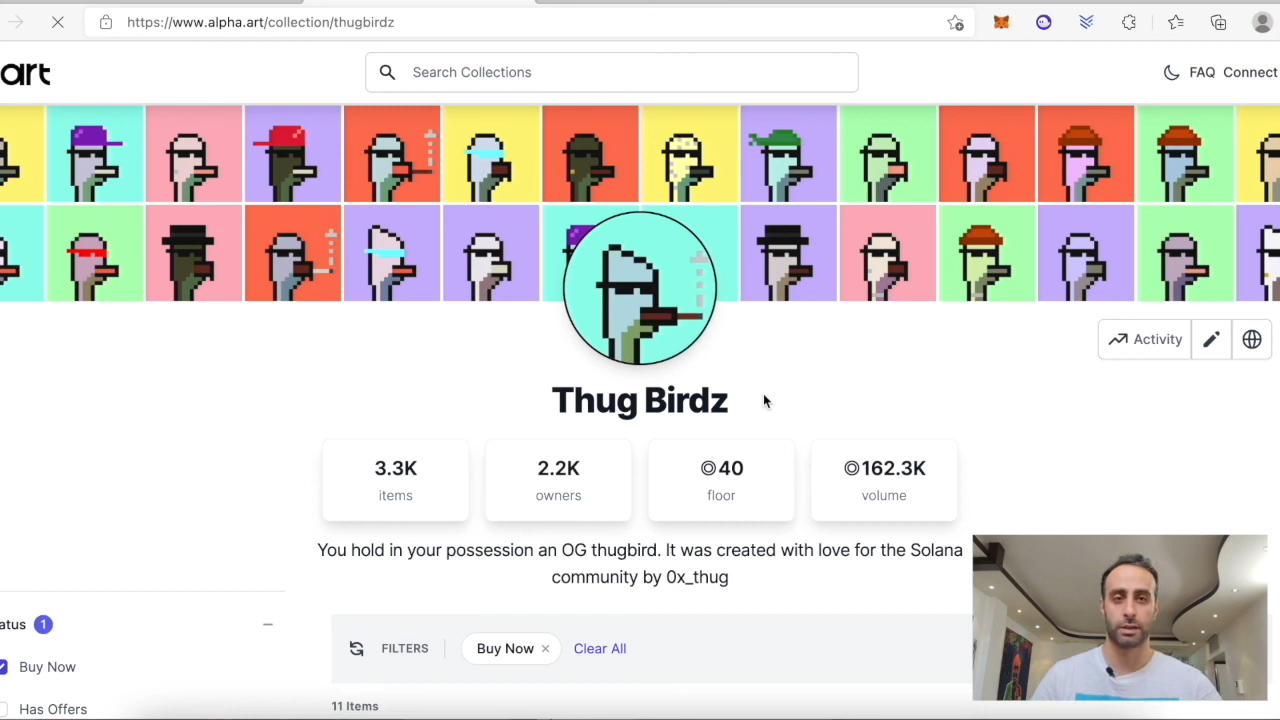 https://www.alpha.art/collection/thugbirdz
art
Search Collections
FAQ Connect
Activity
Thug Birdz
3.3K
items
2.2K
owners
40
floor
162.3K
volume
You hold in your possession an OG thugbird. It was created with love for the Solana
community by 0x_thug
atus 1
FILTERS
Buy Now ×
Clear All
Buy Now
Has Offers
11 Items